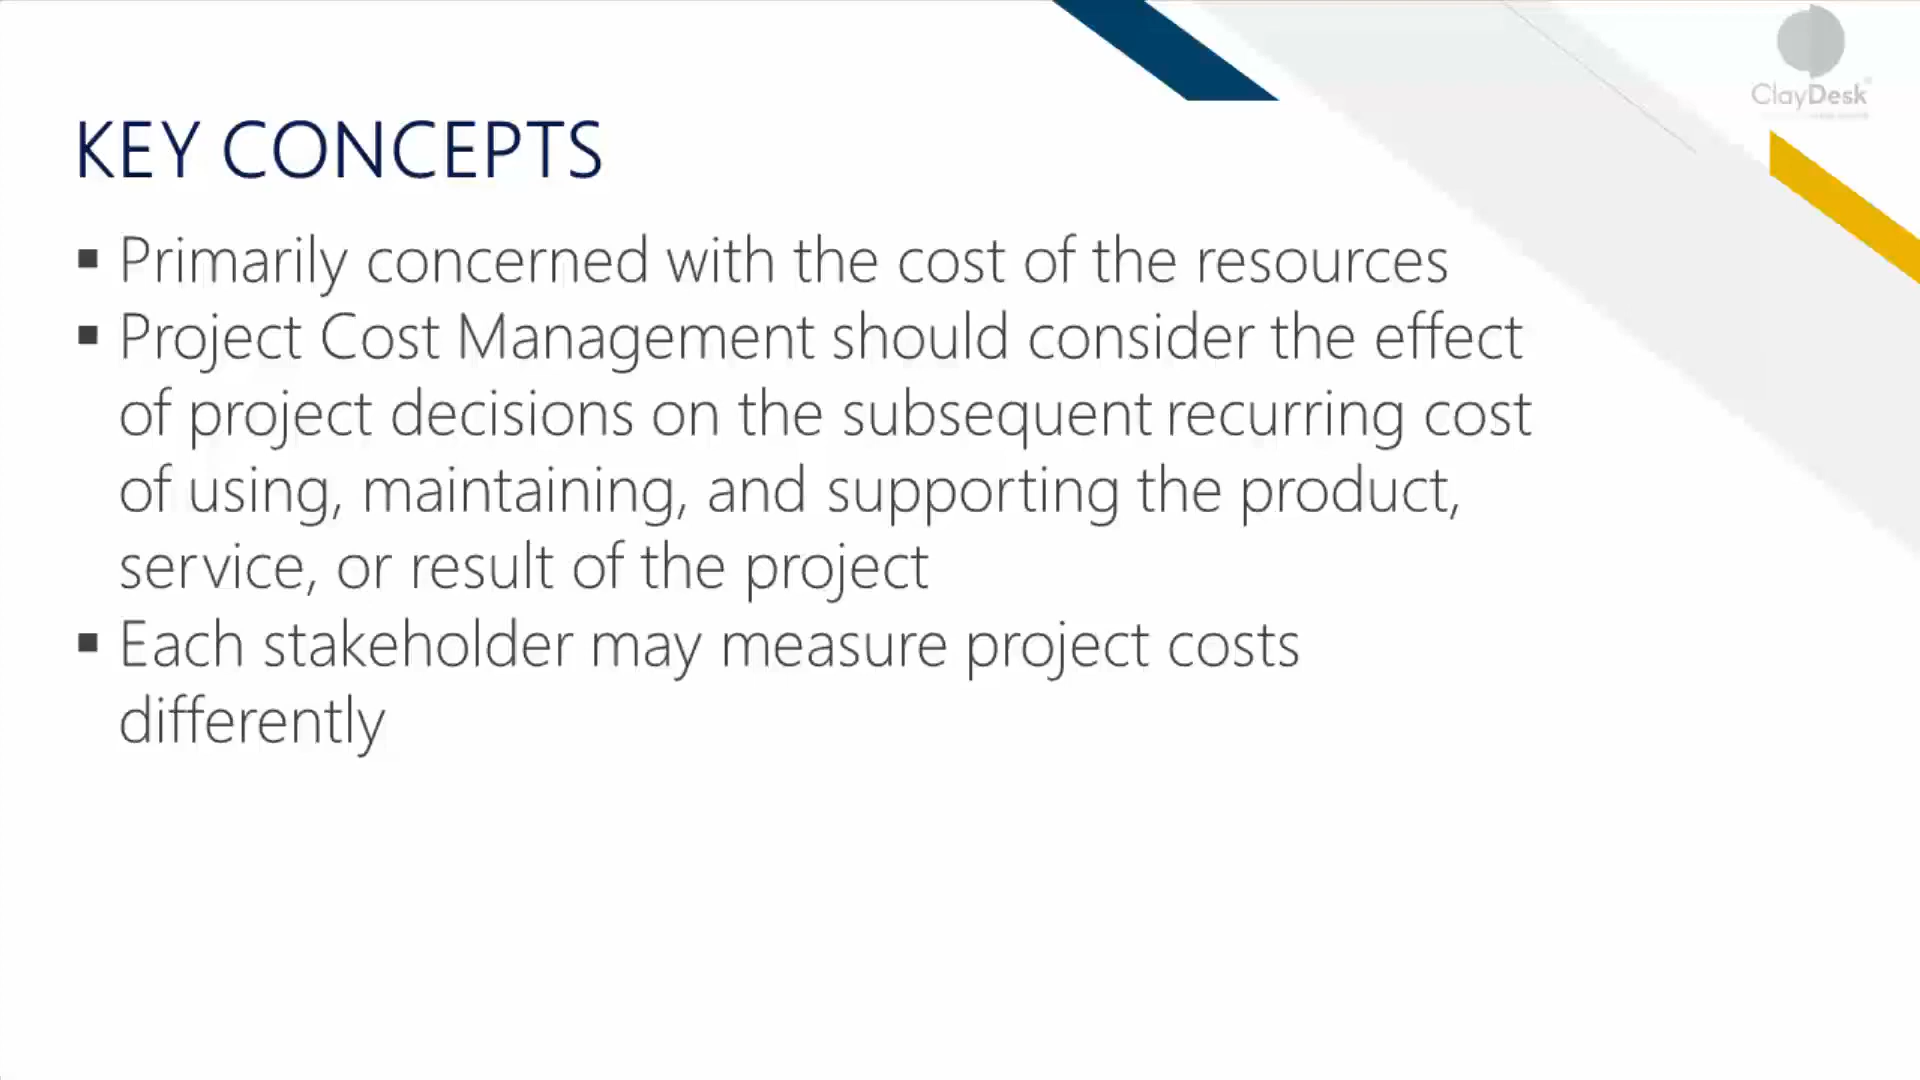 ClayDesk
KEY CONCEPTS
▪ Primarily concerned with the cost of the resources
▪ Project Cost Management should consider the effect
of project decisions on the subsequent recurring cost
of using, maintaining, and supporting the product,
service, or result of the project
▪ Each stakeholder may measure project costs
differently